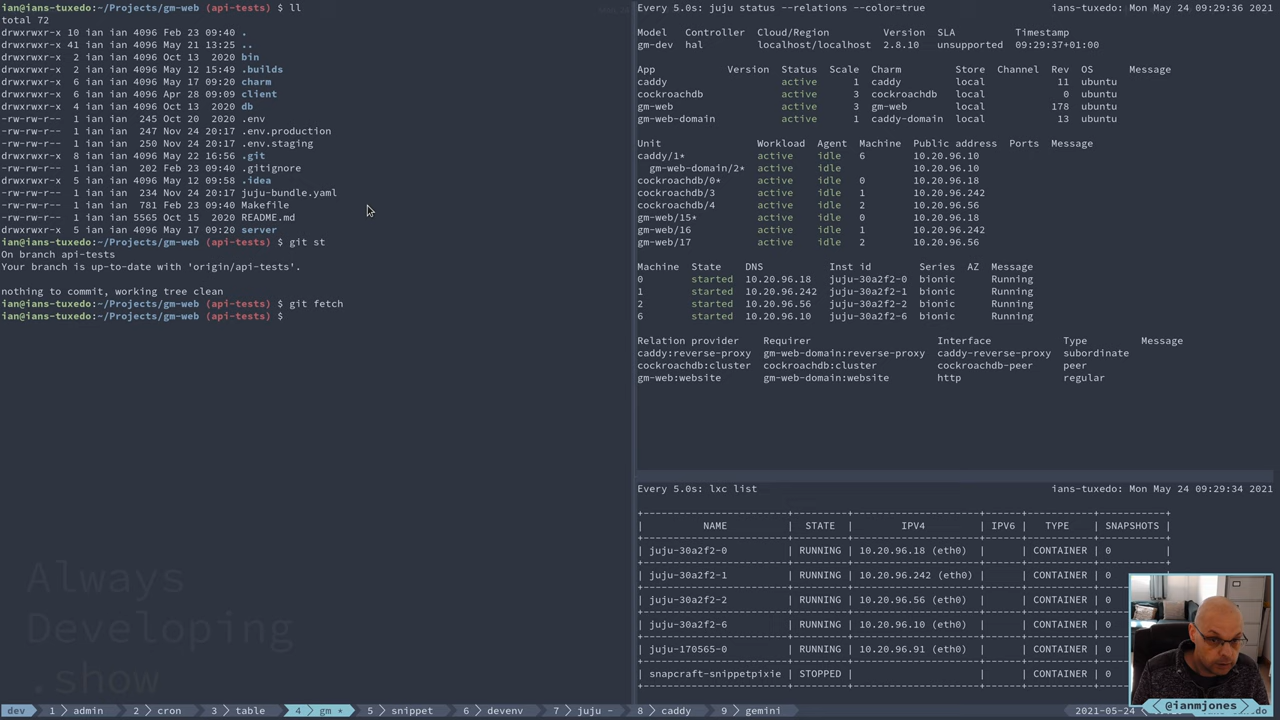 ian@ians-tuxedo:~/Projects/gm-web (api-tests) $ ll
total 72
drwxrwxr-x 10 ian ian 4096 Feb 23 09:40 .
drwxrwxr-x 41 ian ian 4096 May 21 13:25 ..
drwxrwxr-x  2 ian ian 4096 Oct 13  2020 bin
drwxrwxr-x  2 ian ian 4096 May 12 15:49 .builds
drwxrwxr-x  6 ian ian 4096 May 17 09:20 charm
drwxrwxr-x  6 ian ian 4096 Apr 28 09:09 client
drwxrwxr-x  4 ian ian 4096 Oct 13  2020 db
-rw-rw-r--  1 ian ian  245 Oct 20  2020 .env
-rw-rw-r--  1 ian ian  247 Nov 24 20:17 .env.production
-rw-rw-r--  1 ian ian  250 Nov 24 20:17 .env.staging
drwxrwxr-x  8 ian ian 4096 May 22 16:56 .git
-rw-rw-r--  1 ian ian  202 Feb 23 09:40 .gitignore
drwxrwxr-x  5 ian ian 4096 May 12 09:58 .idea
-rw-rw-r--  1 ian ian  234 Nov 24 20:17 juju-bundle.yaml
-rw-rw-r--  1 ian ian  781 Feb 23 09:40 Makefile
-rw-rw-r--  1 ian ian 5565 Oct 15  2020 README.md
drwxrwxr-x  5 ian ian 4096 May 17 09:20 server
ian@ians-tuxedo:~/Projects/gm-web (api-tests) $ git st
On branch api-tests
Your branch is up-to-date with 'origin/api-tests'.
nothing to commit, working tree clean
ian@ians-tuxedo:~/Projects/gm-web (api-tests) $ git fetch
ian@ians-tuxedo:~/Projects/gm-web (api-tests) $
Always
Developing
.show
Every 5.0s: juju status --relations --color=true ians-tuxedo: Mon May 24 09:29:36 2021
Model Controller Cloud/Region Version SLA Timestamp
gm-dev hal localhost/localhost 2.8.10 unsupported 09:29:37+01:00
App Version Status Scale Charm Store Channel Rev OS Message
caddy active 1 caddy local 11 ubuntu
cockroachdb active 3 cockroachdb local 0 ubuntu
gm-web active 3 gm-web local 178 ubuntu
gm-web-domain active 1 caddy-domain local 13 ubuntu
Unit Workload Agent Machine Public address Ports Message
caddy/1* active idle 6 10.20.96.10
gm-web-domain/2* active idle 10.20.96.10
cockroachdb/0* active idle 0 10.20.96.18
cockroachdb/3 active idle 1 10.20.96.242
cockroachdb/4 active idle 2 10.20.96.56
gm-web/15* active idle 0 10.20.96.18
gm-web/16 active idle 1 10.20.96.242
gm-web/17 active idle 2 10.20.96.56
Machine State DNS Inst id Series AZ Message
0 started 10.20.96.18 juju-30a2f2-0 bionic Running
1 started 10.20.96.242 juju-30a2f2-1 bionic Running
2 started 10.20.96.56 juju-30a2f2-2 bionic Running
6 started 10.20.96.10 juju-30a2f2-6 bionic Running
Relation provider Requirer Interface Type Message
caddy:reverse-proxy gm-web-domain:reverse-proxy caddy-reverse-proxy subordinate
cockroachdb:cluster cockroachdb:cluster cockroachdb-peer peer
gm-web:website gm-web-domain:website http regular
Every 5.0s: lxc list ians-tuxedo: Mon May 24 09:29:34 2021
| NAME | STATE | IPV4 | IPV6 | TYPE | SNAPSHOTS |
| juju-30a2f2-0 | RUNNING | 10.20.96.18 (eth0) | | CONTAINER | 0 |
| juju-30a2f2-1 | RUNNING | 10.20.96.242 (eth0) | | CONTAINER | 0
| juju-30a2f2-2 | RUNNING | 10.20.96.56 (eth0) | | CONTAINER | 0
| juju-30a2f2-6 | RUNNING | 10.20.96.10 (eth0) | | CONTAINER | 0
| juju-170565-0 | RUNNING | 10.20.96.91 (eth0) | | CONTAINER | 0
| snapcraft-snippetpixie | STOPPED | | | CONTAINER | 0
@ianmjones
dev 1 admin 2 cron 3 table 4 gm * 5 snippet 6 devenv 7 juju - 8 caddy 9 gemini 2021-05-24